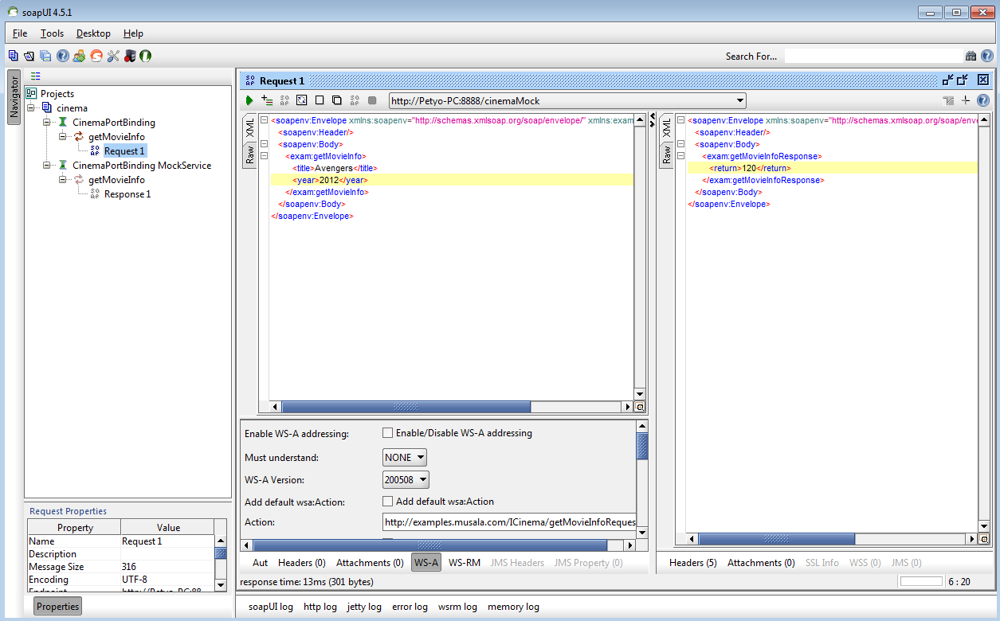 soapUI 4.5.1
File Tools Desktop Help
Search For...
Navigator
Projects
cinema
CinemaPortBinding
getMovieInfo
Request 1
CinemaPortBinding MockService
getMovieInfo
Response 1
Request Properties
Property Value
Name Request 1
Description
Message Size 316
Encoding UTF-8
Endpoint http://Petyo-PC:88
Properties
Request 1
http://Petyo-PC:8888/cinemaMock
XML
Raw
<soapenv:Envelope xmlns:soapenv="http://schemas.xmlsoap.org/soap/envelope/" xmlns:exam
<soapenv:Header/>
<soapenv:Body>
<exam:getMovieInfo>
<title>Avengers</title>
<year>2012</year>
</exam:getMovieInfo>
</soapenv:Body>
</soapenv:Envelope>
Enable WS-A addressing: Enable/Disable WS-A addressing
Must understand: NONE
WS-A Version: 200508
Add default wsa:Action: Add default wsa:Action
Action: http://examples.musala.com/ICinema/getMovieInfoReques
Aut Headers (0) Attachments (0) WS-A WS-RM JMS Headers JMS Property (0)
XML
Raw
<soapenv:Envelope xmlns:soapenv="http://schemas.xmlsoap.org/soap/enve
<soapenv:Header/>
<soapenv:Body>
<exam:getMovieInfoResponse>
<return>120</return>
</exam:getMovieInfoResponse>
</soapenv:Body>
</soapenv:Envelope>
Headers (5) Attachments (0) SSL Info WSS (0) JMS (0)
response time: 13ms (301 bytes)
6 : 20
soapUI log http log jetty log error log wsrm log memory log